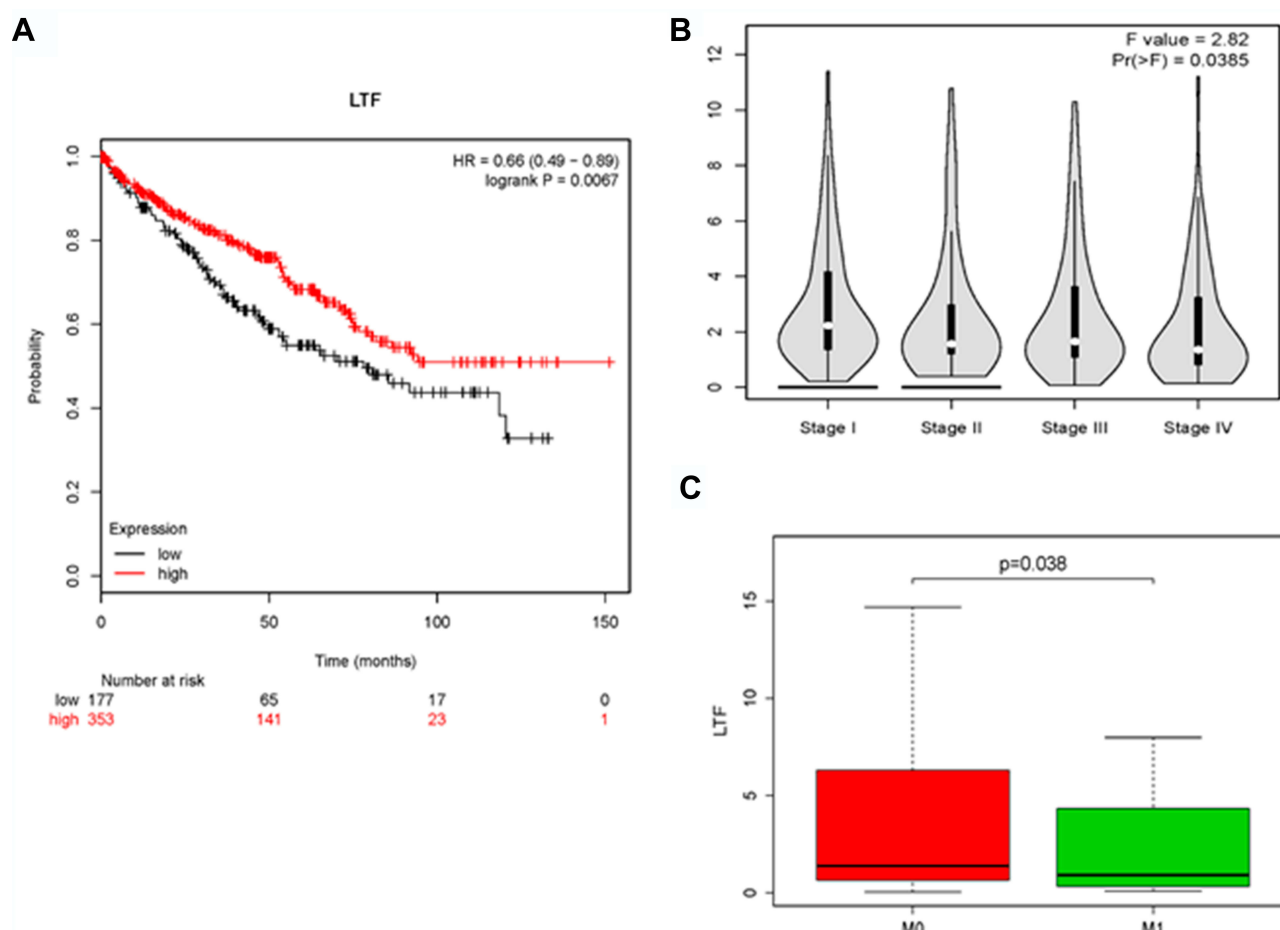 A
LTF
HR = 0.66 (0.49 − 0.89)
logrank P = 0.0067
Probability
1.0
0.8
0.6
0.4
0.2
0.0
Expression
low
high
0 50 100 150
Time (months)
Number at risk
low 177 65 17 0
high 353 141 23 1
B
F value = 2.82
Pr(>F) = 0.0385
12
10
8
6
4
2
0
Stage I Stage II Stage III Stage IV
C
p=0.038
LTF
15
10
5
0
M0 M1